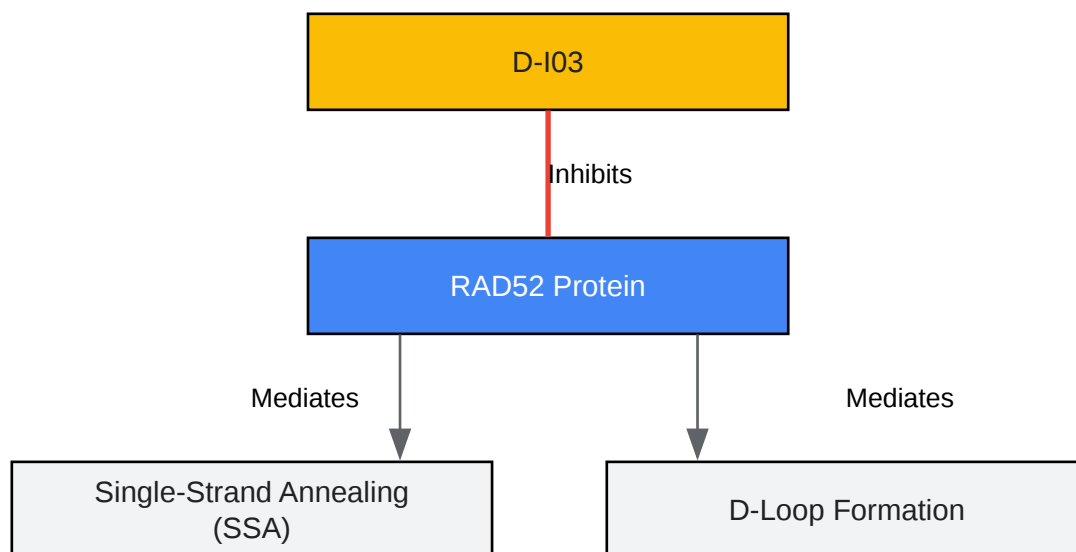 D-I03
Inhibits
RAD52 Protein
Mediates
Mediates
Single-Strand Annealing
(SSA)
D-Loop Formation